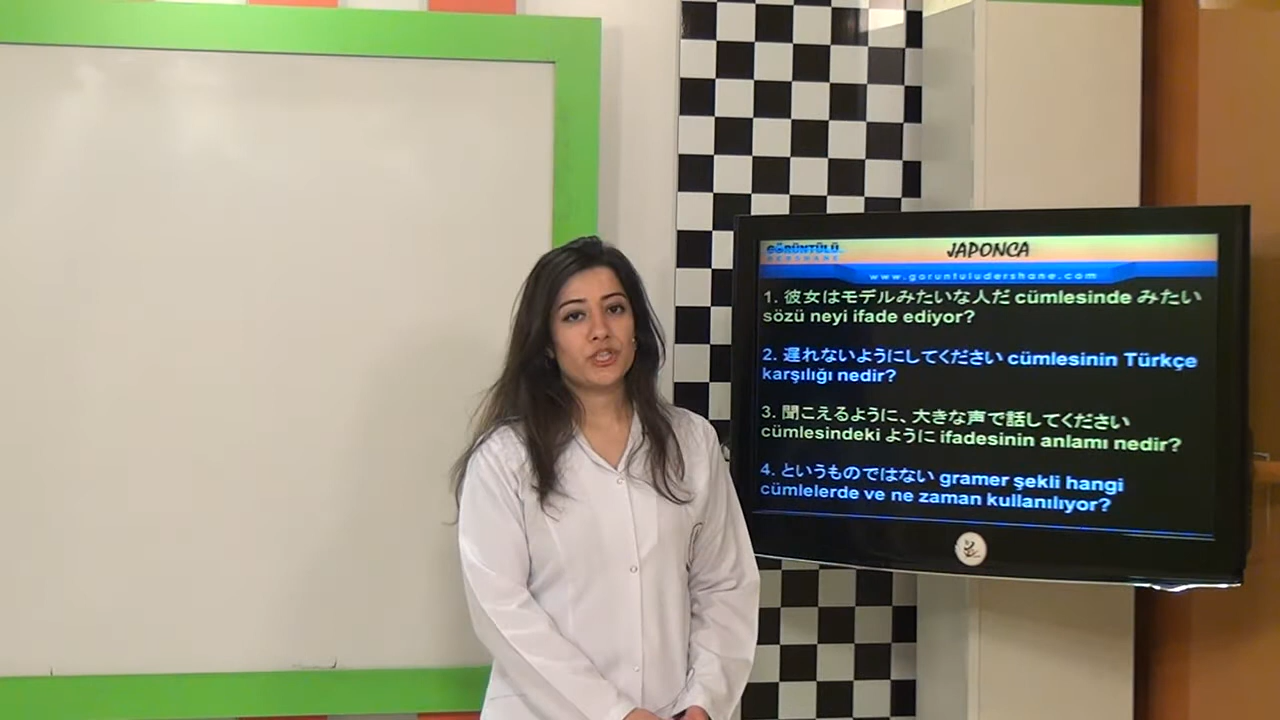 GÖRÜNTÜLÜ
DERSHANE
JAPONCA
www.goruntuludershane.com
1. 彼女はモデルみたいな人だ cümlesinde みたい
sözü neyi ifade ediyor?
2. 遅れないようにしてください cümlesinin Türkçe
karşılığı nedir?
3. 聞こえるように、大きな声で話してください
cümlesindeki ように ifadesinin anlamı nedir?
4. というものではない gramer şekli hangi
cümlelerde ve ne zaman kullanılıyor?